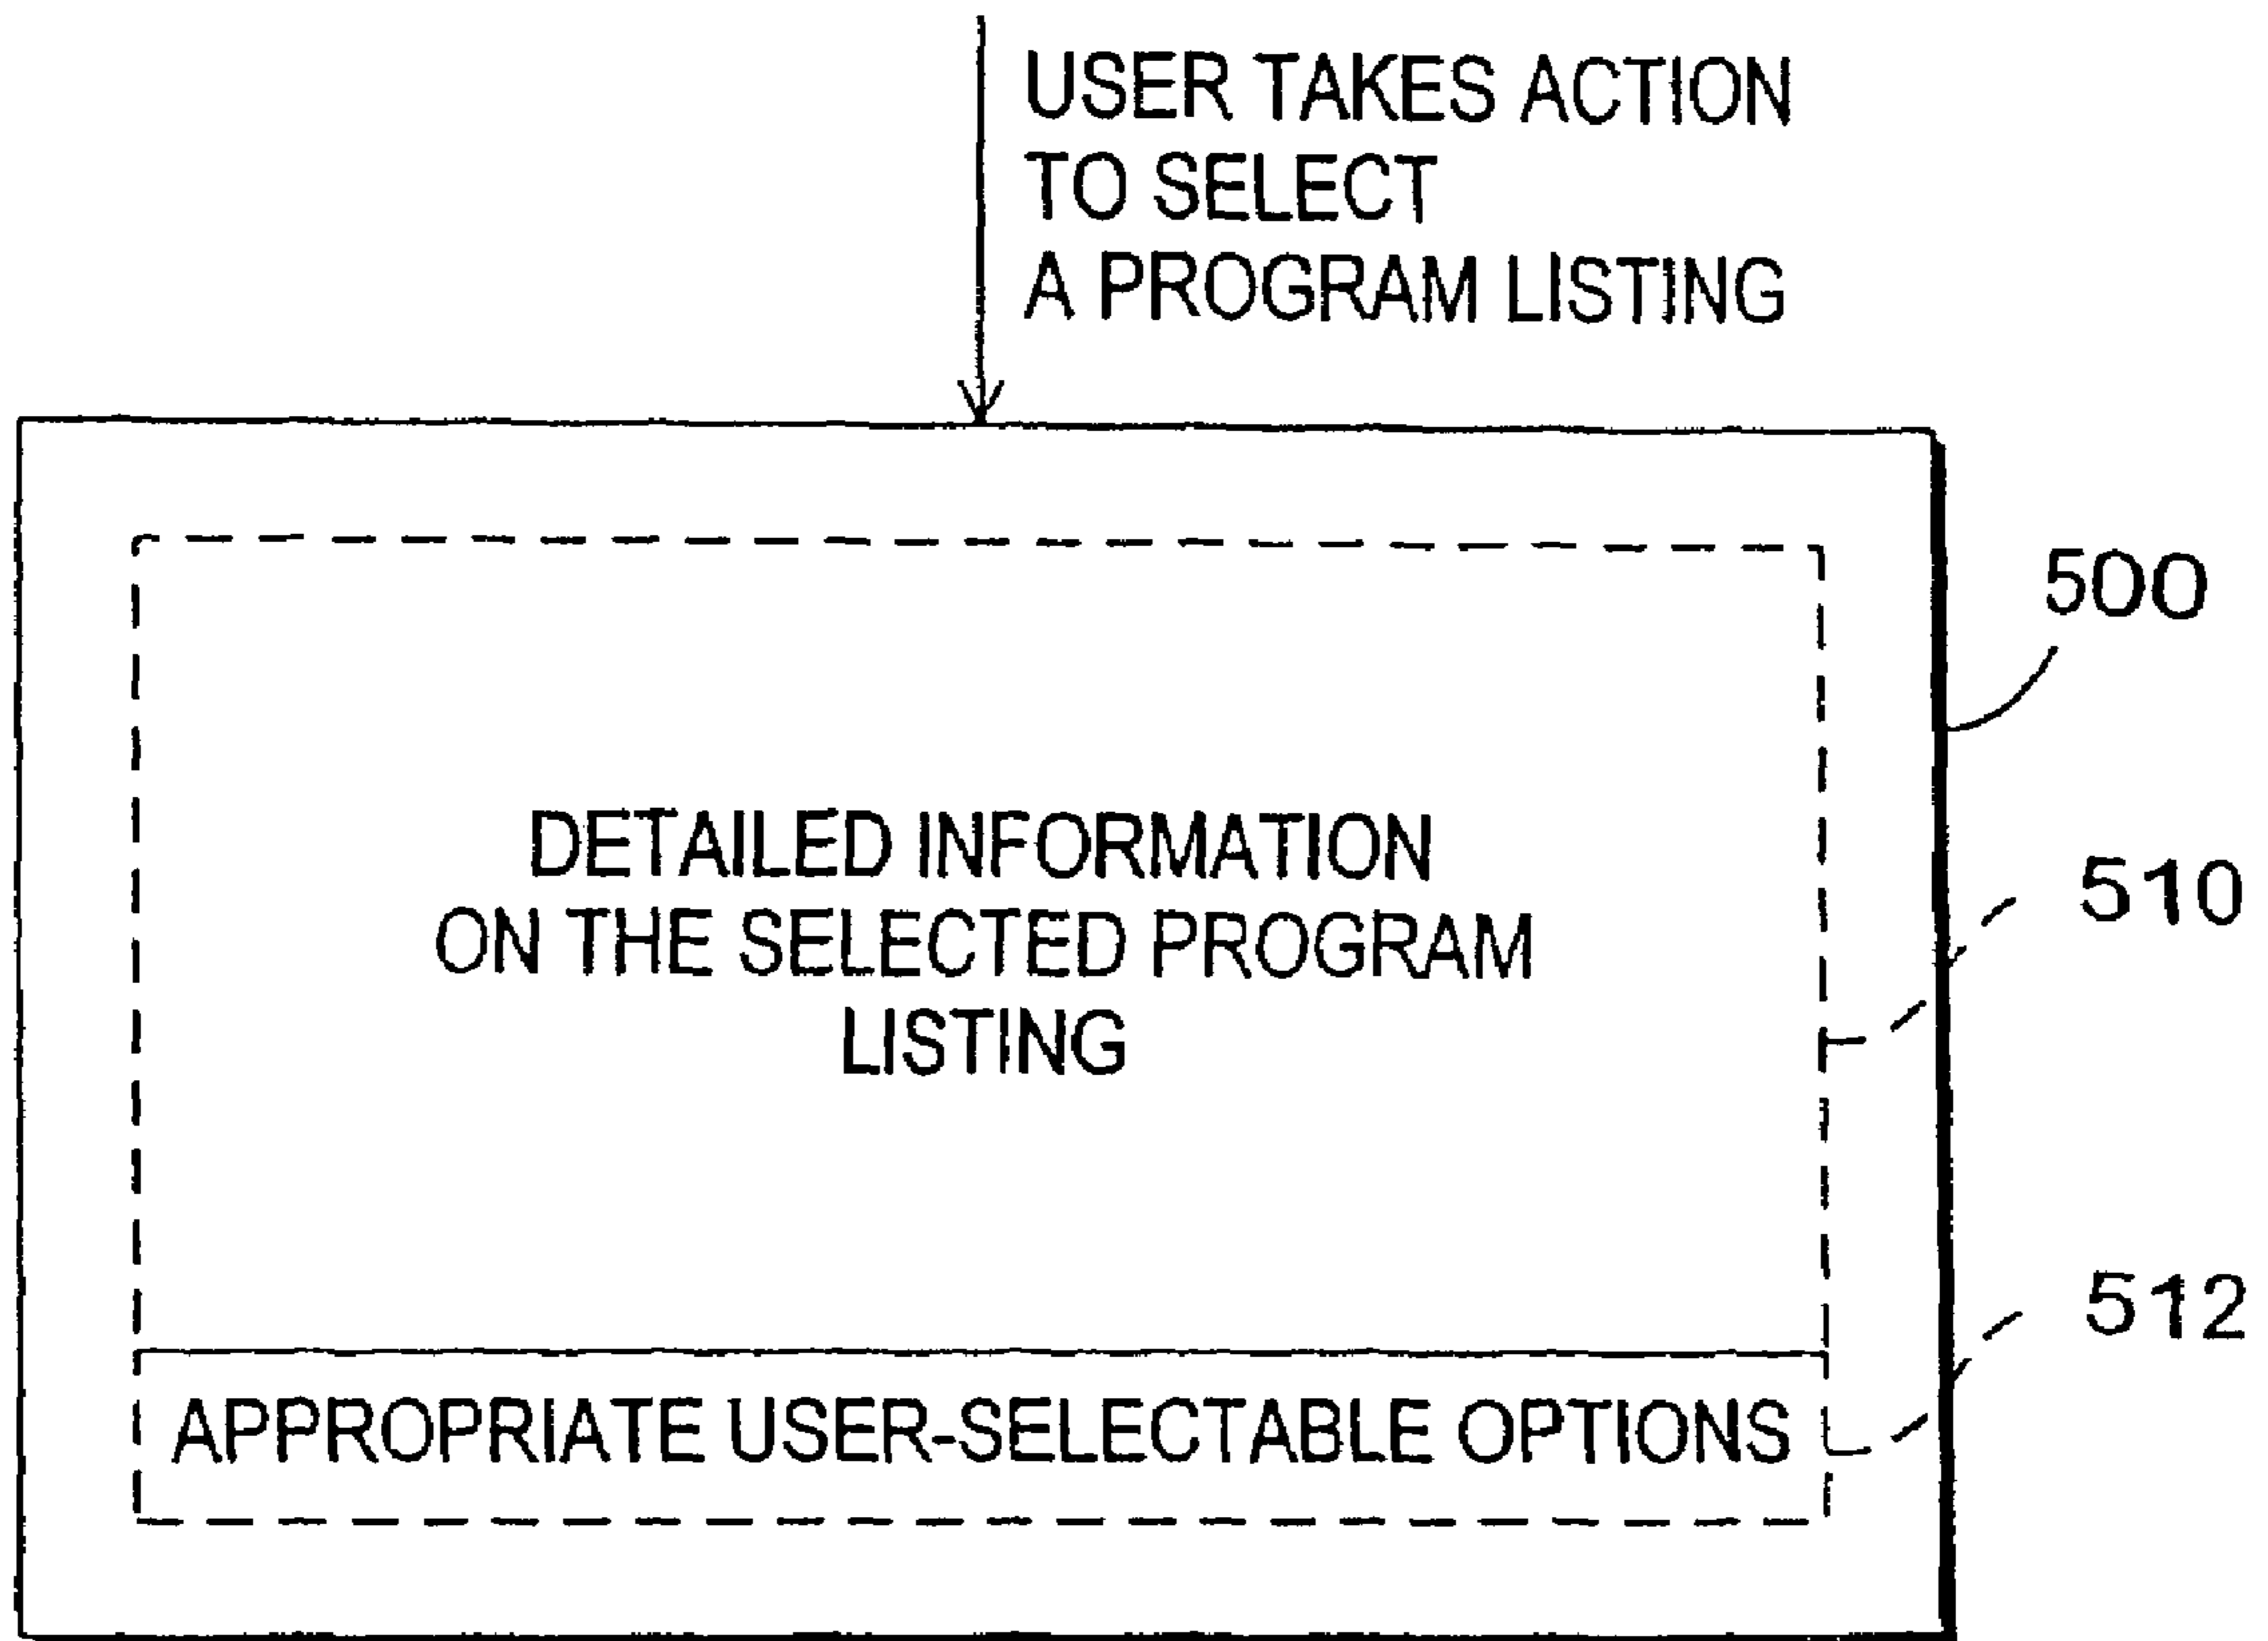 USER TAKES ACTION
TO SELECT
A PROGRAM LISTING
500
DETAILED INFORMATION
ON THE SELECTED PROGRAM
LISTING
510
512
APPROPRIATE USER-SELECTABLE OPTIONS